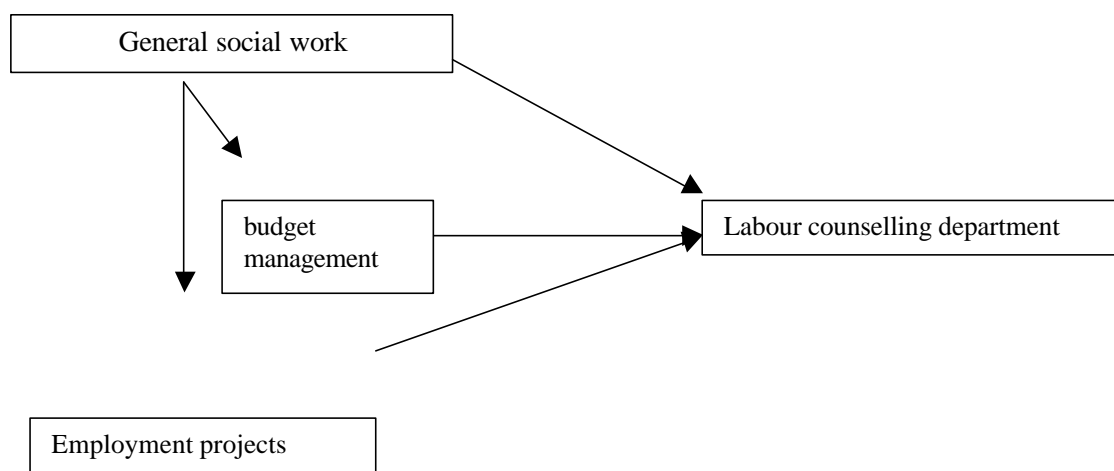 General social work
budget
management
Labour counselling department
Employment projects